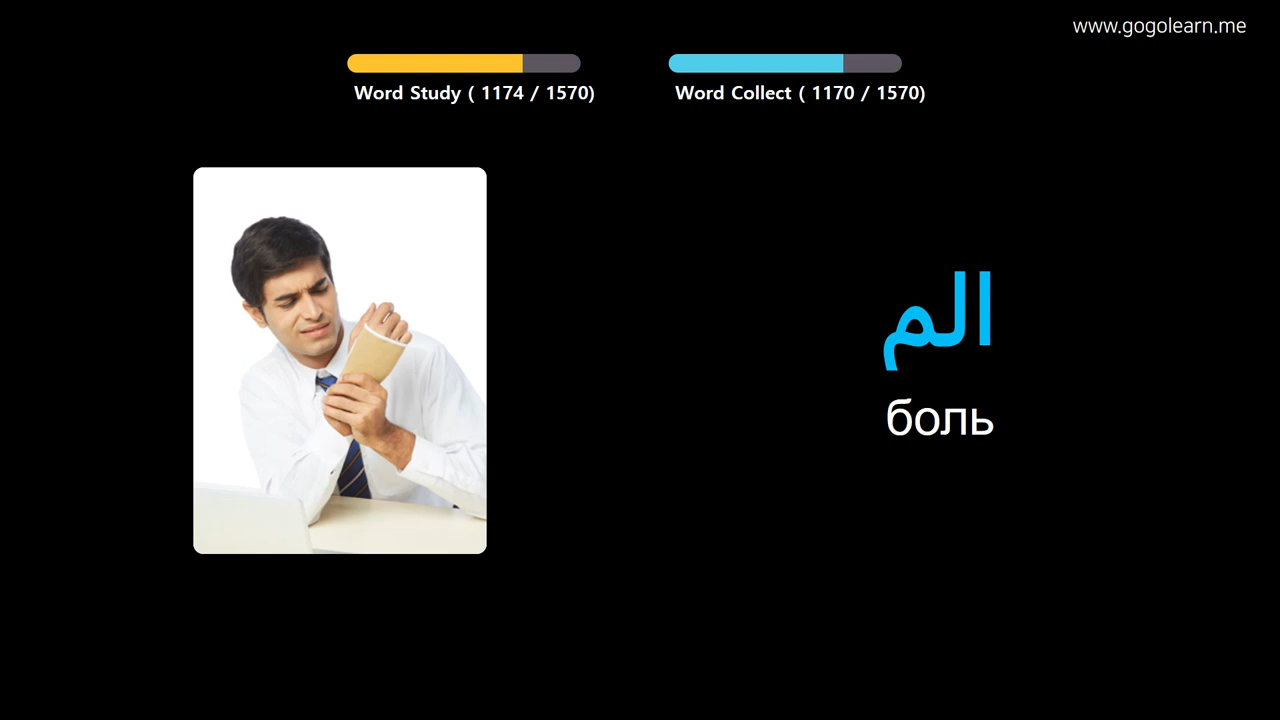 www.gogolearn.me
Word Study ( 1174 / 1570)
Word Collect ( 1170 / 1570)
الم
боль